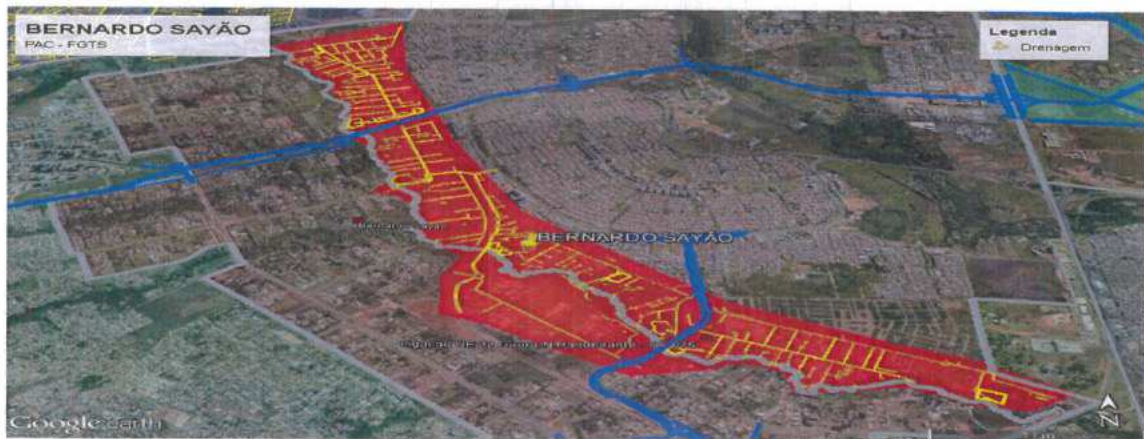 BERNARDO SAYÃO
PAC - FGTS
Legenda
Drenagem
BERNARDO SAYÃO
Google earth
N